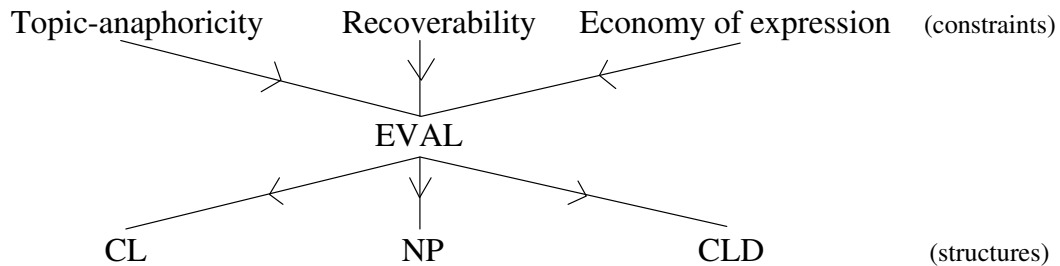 Topic-anaphoricity Recoverability Economy of expression (constraints)
EVAL
CL NP CLD (structures)